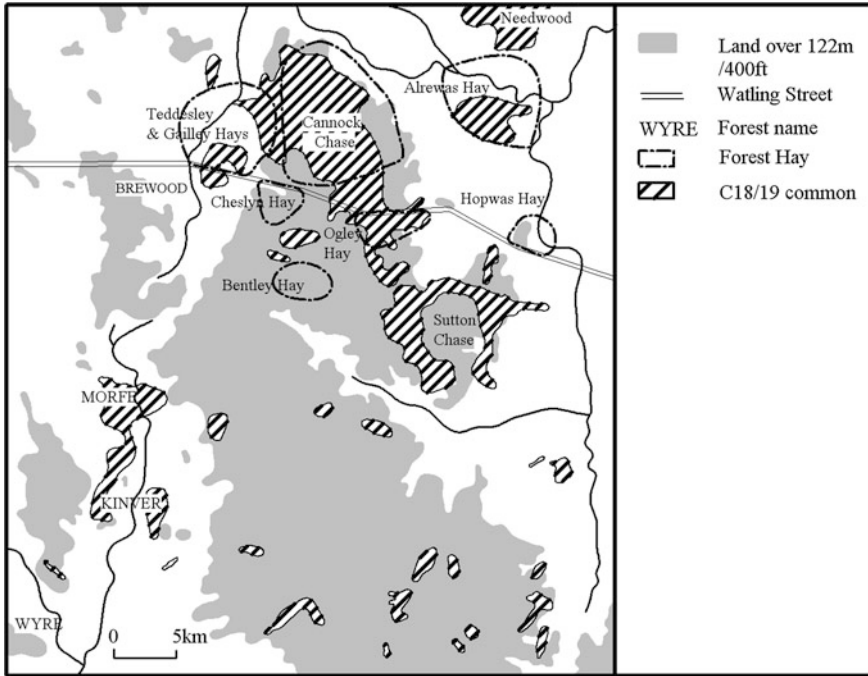 Needwood
Alrewas Hay
Teddesley
& Gailley Hays
Cannock
Chase
BREWOOD
Cheslyn Hay
Hopwas Hay
Ogley
Hay
Bentley Hay
Sutton
Chase
MORFE
KINVER
WYRE
0 5km
Land over 122m
/400ft
Watling Street
WYRE Forest name
Forest Hay
C18/19 common